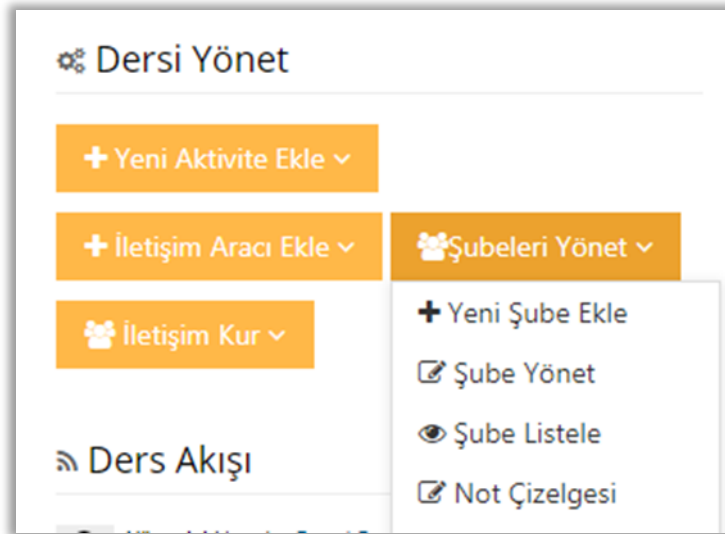 Dersi Yönet
Yeni Aktivite Ekle
İletişim Aracı Ekle
Şubeleri Yönet
İletişim Kur
Yeni Şube Ekle
Şube Yönet
Şube Listele
Not Çizelgesi
Ders Akışı